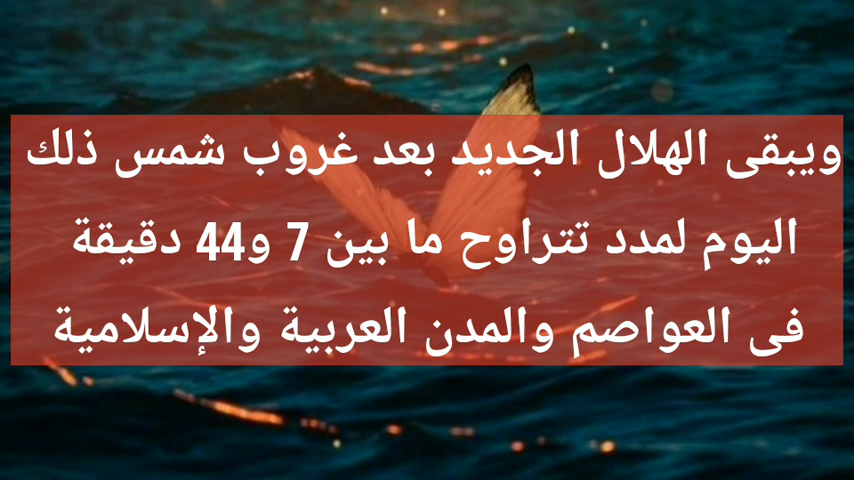 ويبقى الهلال الجديد بعد غروب شمس ذلك
اليوم لمدد تتراوح ما بين 7 و44 دقيقة
فى العواصم والمدن العربية والإسلامية